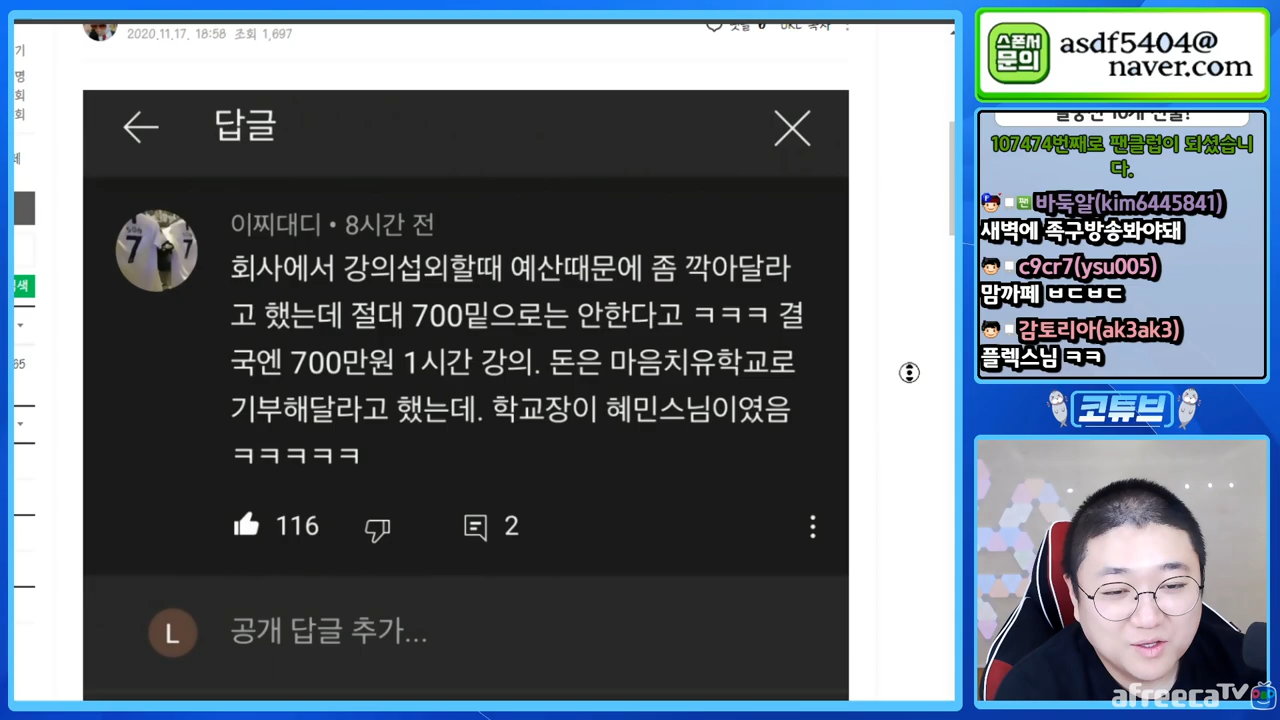 2020.11.17. 18:58 조회 1,697
기
명
회
회
65
답글
이찌대디 • 8시간 전
회사에서 강의섭외할때 예산때문에 좀 깍아달라
고 했는데 절대 700밑으로는 안한다고 ㅋㅋㅋ 결
국엔 700만원 1시간 강의. 돈은 마음치유학교로
기부해달라고 했는데. 학교장이 혜민스님이였음
ㅋㅋㅋㅋㅋ
116
2
L
공개 답글 추가...
스폰서
문의
asdf5404@
naver.com
107474번째로 팬클럽이 되셨습니
다.
팬 바둑알(kim6445841)
새벽에 족구방송봐야돼
c9cr7(ysu005)
맘까페 ㅂㄷㅂㄷ
감토리아(ak3ak3)
플렉스님 ㅋㅋ
코튜브
afreecaTV